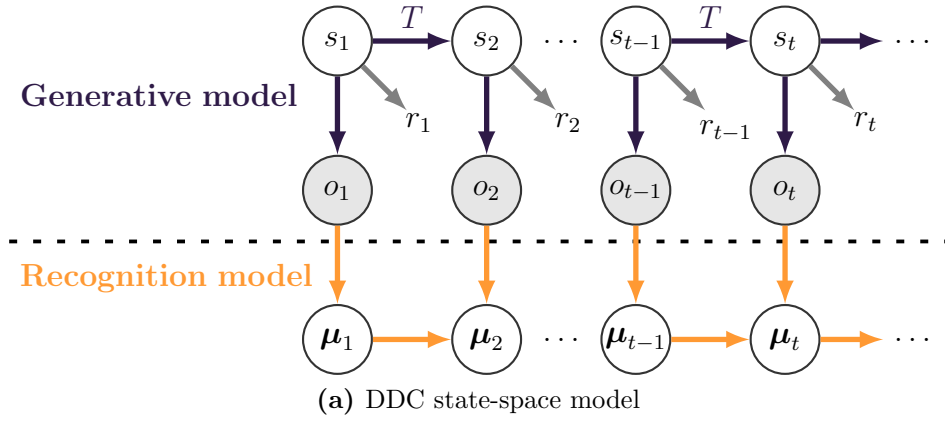 T T
s₁ s₂ ··· sₜ₋₁ sₜ ···
Generative model
r₁ r₂ rₜ₋₁ rₜ
o₁ o₂ oₜ₋₁ oₜ
Recognition model
μ₁ μ₂ ··· μₜ₋₁ μₜ ···
(a) DDC state-space model